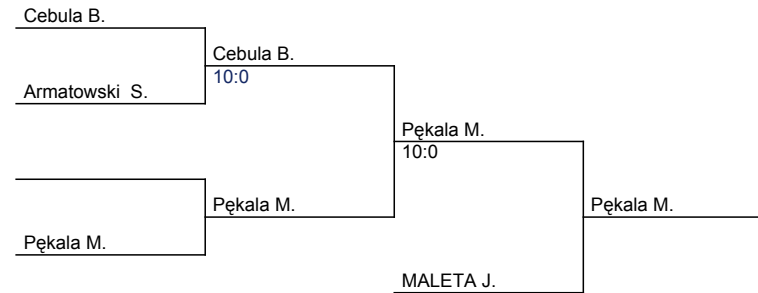 Cebula B.
Cebula B.
10:0
Armatowski  S.
Pękala M.
10:0
Pękala M.
Pękala M.
Pękala M.
MALETA J.